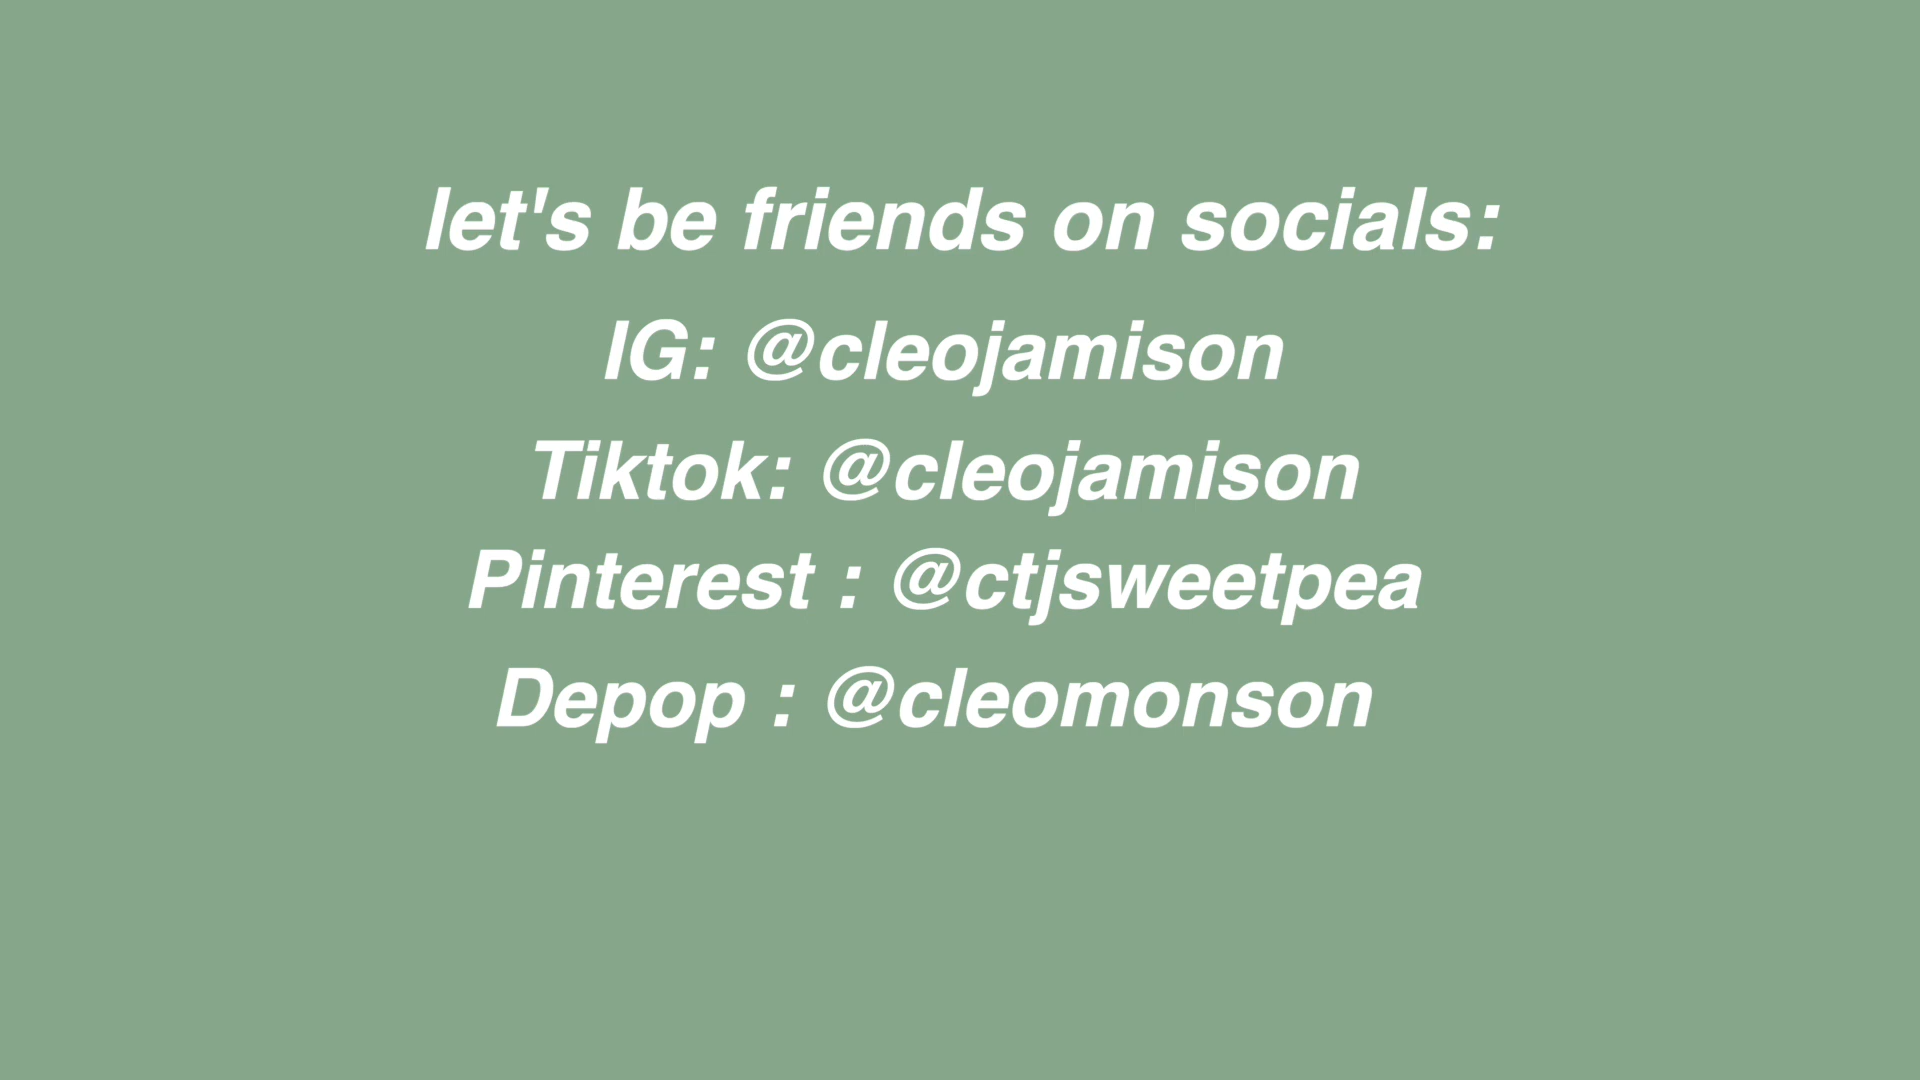 let's be friends on socials:
IG: @cleojamison
Tiktok: @cleojamison
Pinterest : @ctjsweetpea
Depop : @cleomonson